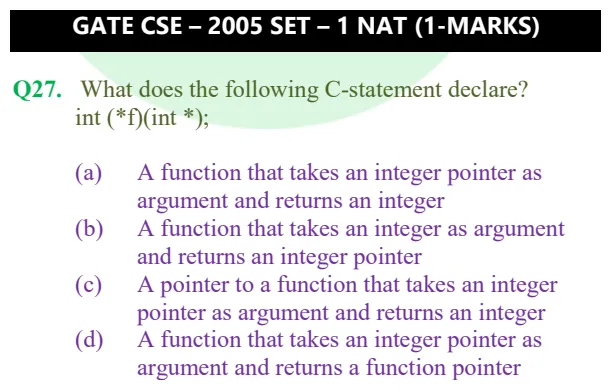 GATE CSE – 2005 SET – 1 NAT (1-MARKS)
Q27. What does the following C-statement declare?
int (*f)(int *);
(a) A function that takes an integer pointer as
argument and returns an integer
(b) A function that takes an integer as argument
and returns an integer pointer
(c) A pointer to a function that takes an integer
pointer as argument and returns an integer
(d) A function that takes an integer pointer as
argument and returns a function pointer